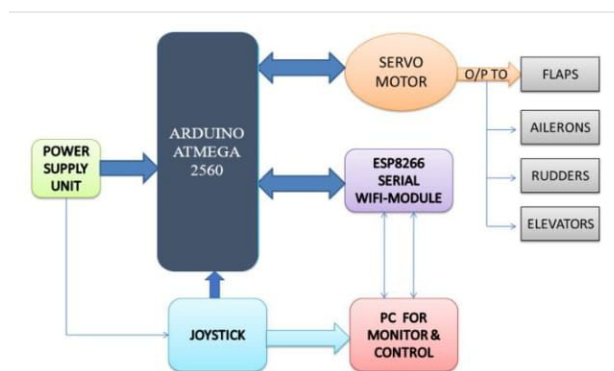 SERVO
MOTOR
O/P TO
FLAPS
AILERONS
RUDDERS
ELEVATORS
ARDUINO
ATMEGA
2560
POWER
SUPPLY
UNIT
ESP8266
SERIAL
WIFI-MODULE
JOYSTICK
PC FOR
MONITOR &
CONTROL